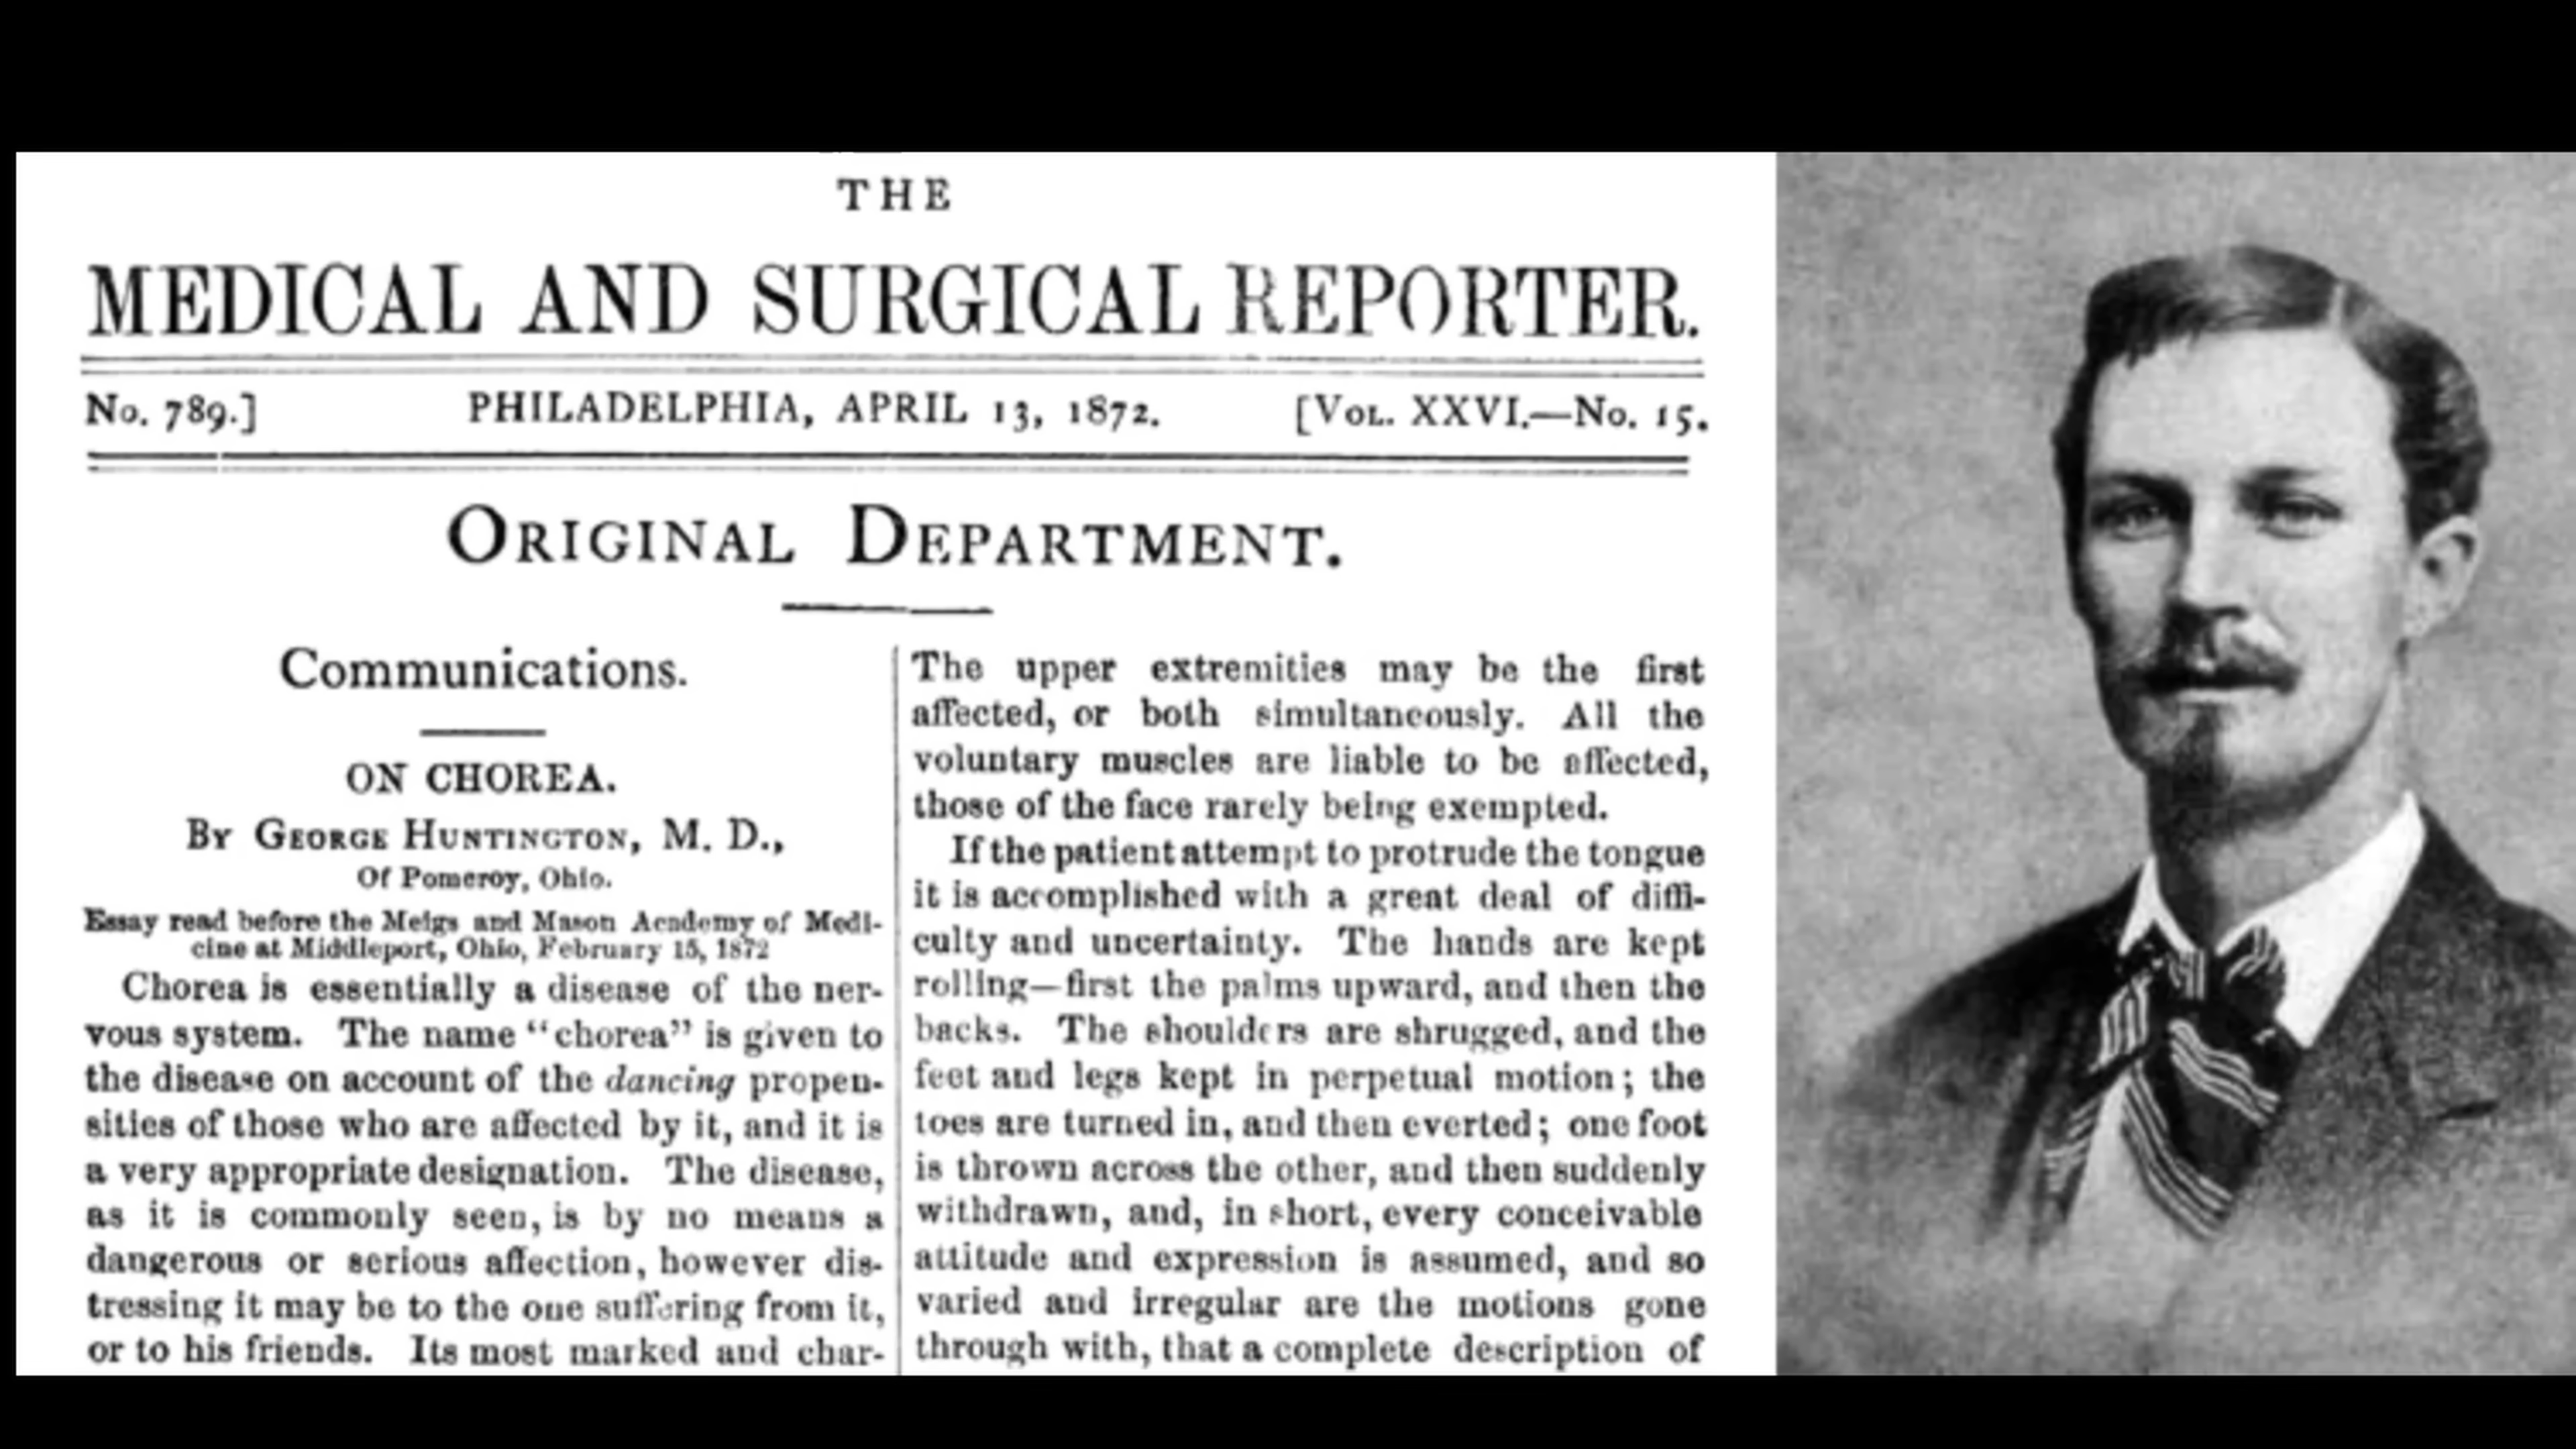 THE
MEDICAL AND SURGICAL REPORTER.
No. 789.] PHILADELPHIA, APRIL 13, 1872. [VOL. XXVI.—No. 15.
ORIGINAL DEPARTMENT.
Communications.
ON CHOREA.
BY GEORGE HUNTINGTON, M. D.,
Of Pomeroy, Ohio.
Essay read before the Meigs and Mason Academy of Medi-
cine at Middleport, Ohio, February 15, 1872
Chorea is essentially a disease of the ner-
vous system. The name "chorea" is given to
the disease on account of the dancing propen-
sities of those who are affected by it, and it is
a very appropriate designation. The disease,
as it is commonly seen, is by no means a
dangerous or serious affection, however dis-
tressing it may be to the one suffering from it,
or to his friends. Its most marked and char-
The upper extremities may be the first
affected, or both simultaneously. All the
voluntary muscles are liable to be affected,
those of the face rarely being exempted.
If the patient attempt to protrude the tongue
it is accomplished with a great deal of diffi-
culty and uncertainty. The hands are kept
rolling—first the palms upward, and then the
backs. The shoulders are shrugged, and the
feet and legs kept in perpetual motion; the
toes are turned in, and then everted; one foot
is thrown across the other, and then suddenly
withdrawn, and, in short, every conceivable
attitude and expression is assumed, and so
varied and irregular are the motions gone
through with, that a complete description of